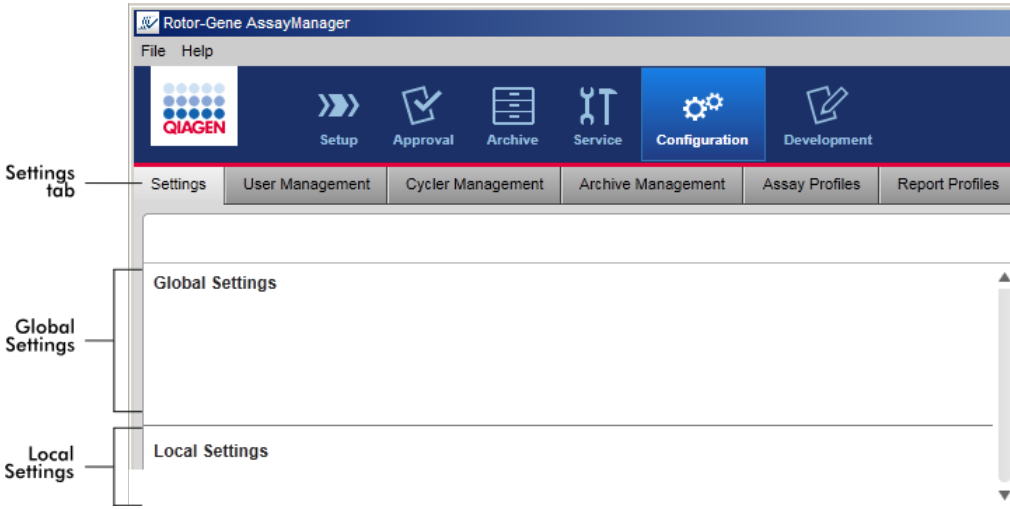 Rotor-Gene AssayManager
File Help
QIAGEN
Setup
Approval
Archive
Service
Configuration
Development
Settings
tab
Settings
User Management
Cycler Management
Archive Management
Assay Profiles
Report Profiles
Global Settings
Global
Settings
Local Settings
Local
Settings